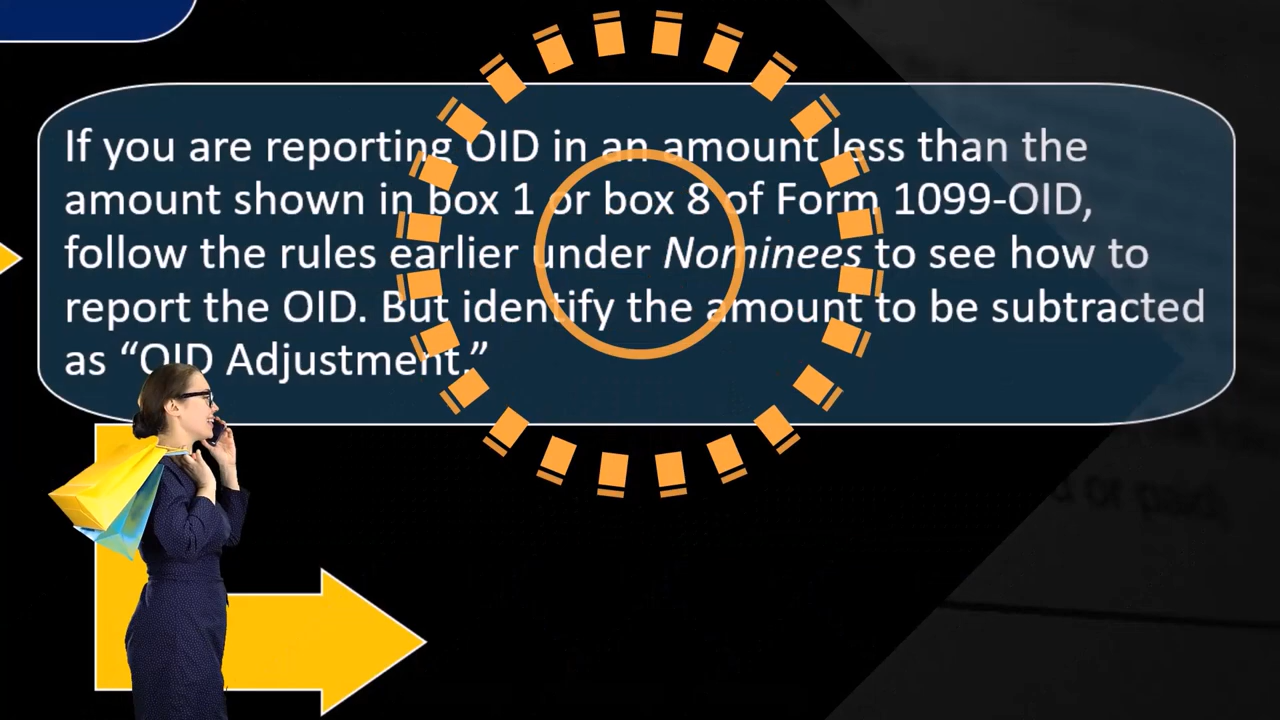 If you are reporting OID in an amount less than the
amount shown in box 1 or box 8 of Form 1099-OID,
follow the rules earlier under Nominees to see how to
report the OID. But identify the amount to be subtracted
as “OID Adjustment.”